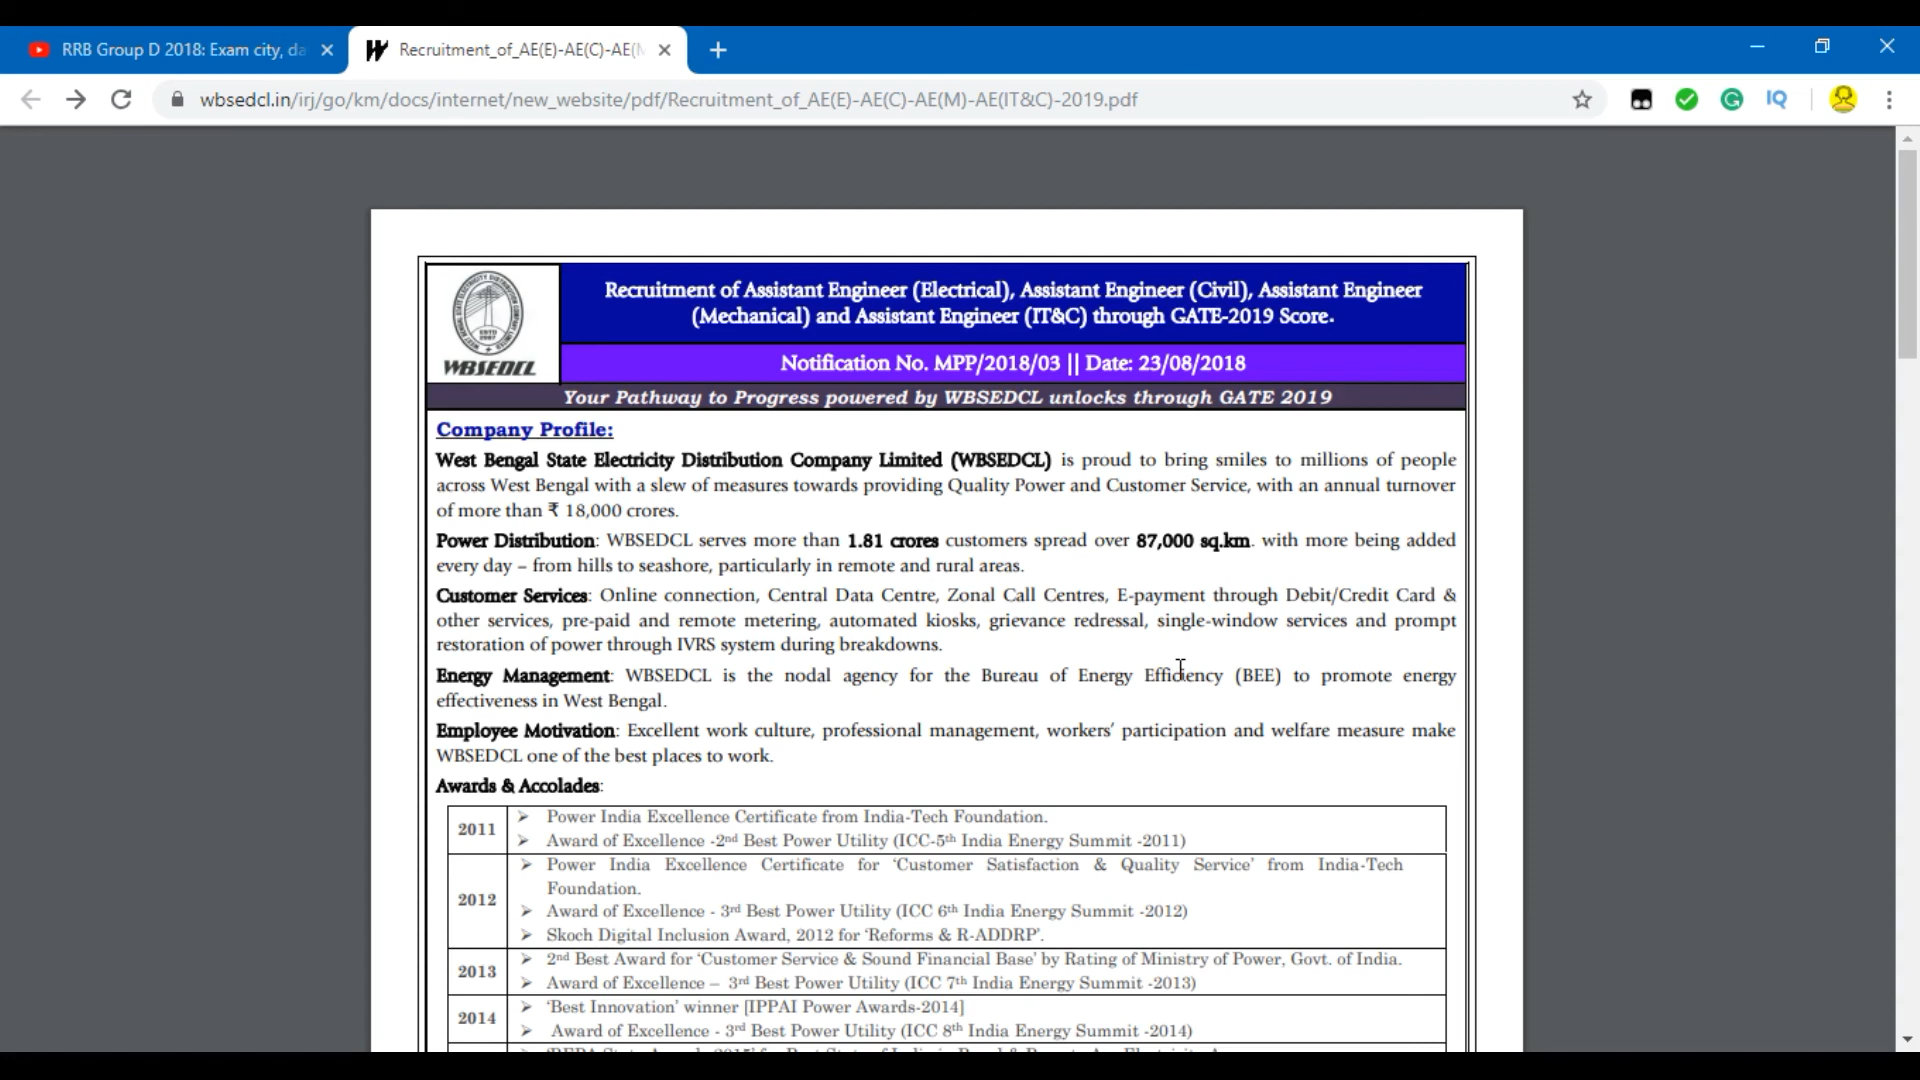 RRB Group D 2018: Exam city, da
Recruitment_of_AE(E)-AE(C)-AE(M
wbsedcl.in/irj/go/km/docs/internet/new_website/pdf/Recruitment_of_AE(E)-AE(C)-AE(M)-AE(IT&C)-2019.pdf
IQ
WBSEDCL
Recruitment of Assistant Engineer (Electrical), Assistant Engineer (Civil), Assistant Engineer
(Mechanical) and Assistant Engineer (IT&C) through GATE-2019 Score.
Notification No. MPP/2018/03 || Date: 23/08/2018
Your Pathway to Progress powered by WBSEDCL unlocks through GATE 2019
Company Profile:
West Bengal State Electricity Distribution Company Limited (WBSEDCL) is proud to bring smiles to millions of people
across West Bengal with a slew of measures towards providing Quality Power and Customer Service, with an annual turnover
of more than ₹ 18,000 crores.
Power Distribution: WBSEDCL serves more than 1.81 crores customers spread over 87,000 sq.km. with more being added
every day – from hills to seashore, particularly in remote and rural areas.
Customer Services: Online connection, Central Data Centre, Zonal Call Centres, E-payment through Debit/Credit Card &
other services, pre-paid and remote metering, automated kiosks, grievance redressal, single-window services and prompt
restoration of power through IVRS system during breakdowns.
Energy Management: WBSEDCL is the nodal agency for the Bureau of Energy Efficiency (BEE) to promote energy
effectiveness in West Bengal.
Employee Motivation: Excellent work culture, professional management, workers' participation and welfare measure make
WBSEDCL one of the best places to work.
Awards & Accolades:
2011
➢ Power India Excellence Certificate from India-Tech Foundation.
➢ Award of Excellence -2nd Best Power Utility (ICC-5th India Energy Summit -2011)
2012
➢ Power India Excellence Certificate for 'Customer Satisfaction & Quality Service' from India-Tech
Foundation.
➢ Award of Excellence - 3rd Best Power Utility (ICC 6th India Energy Summit -2012)
➢ Skoch Digital Inclusion Award, 2012 for 'Reforms & R-ADDRP'.
2013
➢ 2nd Best Award for 'Customer Service & Sound Financial Base' by Rating of Ministry of Power, Govt. of India.
➢ Award of Excellence – 3rd Best Power Utility (ICC 7th India Energy Summit -2013)
2014
➢ 'Best Innovation' winner [IPPAI Power Awards-2014]
➢ Award of Excellence - 3rd Best Power Utility (ICC 8th India Energy Summit -2014)